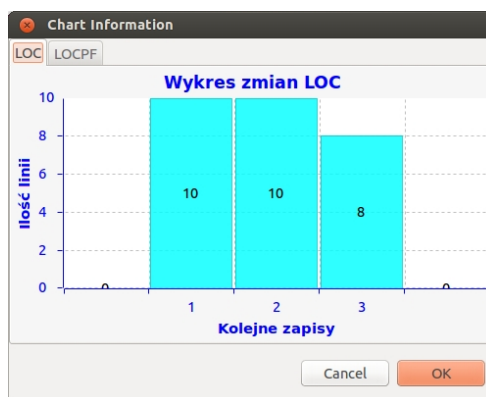 Chart Information
LOC LOCPF
Wykres zmian LOC
10
8
6
4
2
0
Ilość linii
0 10 10 8 0
1 2 3
Kolejne zapisy
Cancel OK